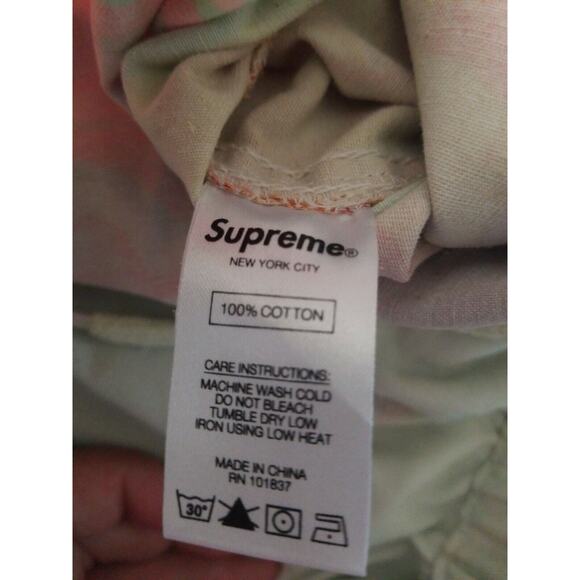 Supreme®
NEW YORK CITY
100% COTTON
CARE INSTRUCTIONS:
MACHINE WASH COLD
DO NOT BLEACH
TUMBLE DRY LOW
IRON USING LOW HEAT
MADE IN CHINA
RN 101837
30°